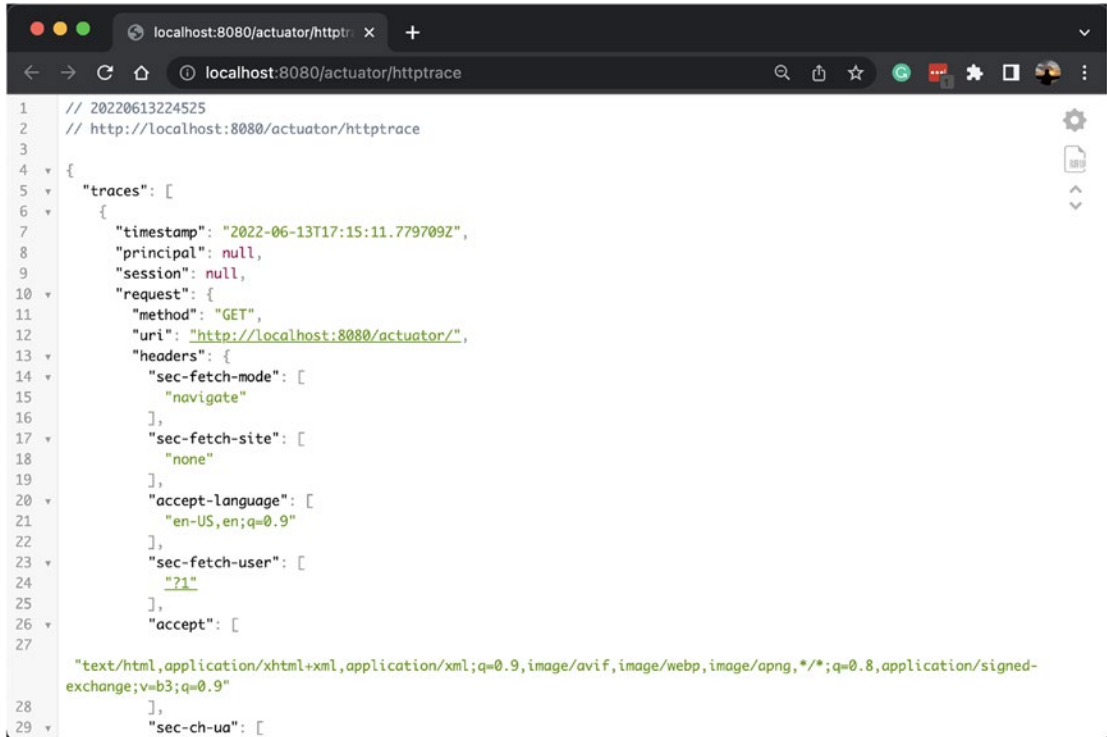 localhost:8080/actuator/httptr
localhost:8080/actuator/httptrace
1 // 20220613224525
2 // http://localhost:8080/actuator/httptrace
3
4 {
5 "traces": [
6 {
7 "timestamp": "2022-06-13T17:15:11.779709Z",
8 "principal": null,
9 "session": null,
10 "request": {
11 "method": "GET",
12 "uri": "http://localhost:8080/actuator/",
13 "headers": {
14 "sec-fetch-mode": [
15 "navigate"
16 ],
17 "sec-fetch-site": [
18 "none"
19 ],
20 "accept-language": [
21 "en-US,en;q=0.9"
22 ],
23 "sec-fetch-user": [
24 "?1"
25 ],
26 "accept": [
27
"text/html,application/xhtml+xml,application/xml;q=0.9,image/avif,image/webp,image/apng,*/*;q=0.8,application/signed-
exchange;v=b3;q=0.9"
28 ],
29 "sec-ch-ua": [